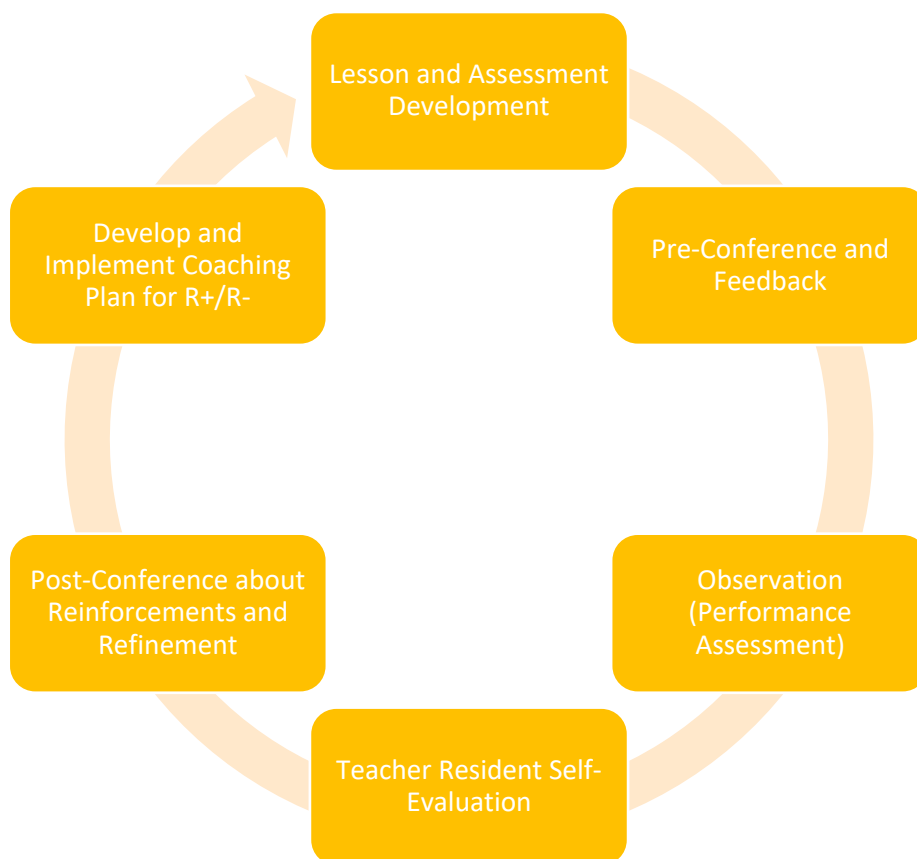 Lesson and Assessment
Development
Pre-Conference and
Feedback
Observation
(Performance
Assessment)
Teacher Resident Self-
Evaluation
Post-Conference about
Reinforcements and
Refinement
Develop and
Implement Coaching
Plan for R+/R-